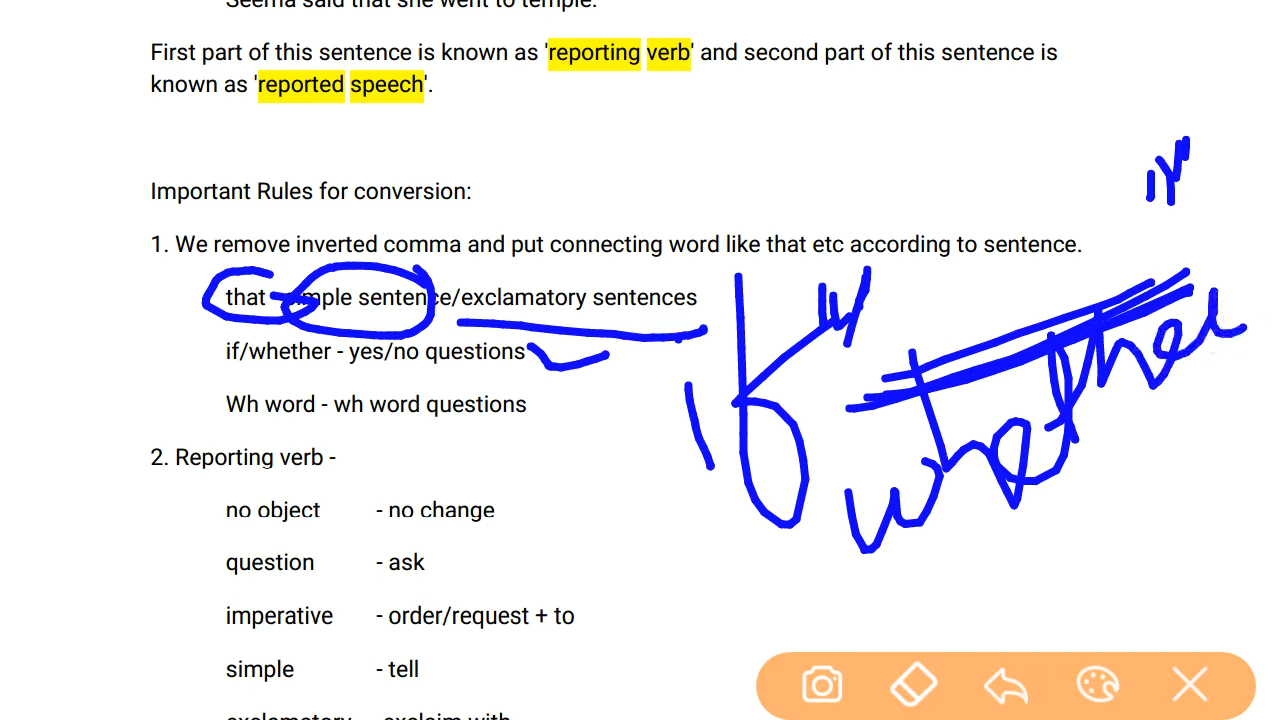 Seema said that she went to temple.
First part of this sentence is known as 'reporting verb' and second part of this sentence is
known as 'reported speech'.
Important Rules for conversion:
1. We remove inverted comma and put connecting word like that etc according to sentence.
that - simple sentence/exclamatory sentences
if/whether - yes/no questions
if
whether
Wh word - wh word questions
2. Reporting verb -
no object - no change
question - ask
imperative - order/request + to
simple - tell
exclamatory - exclaim with